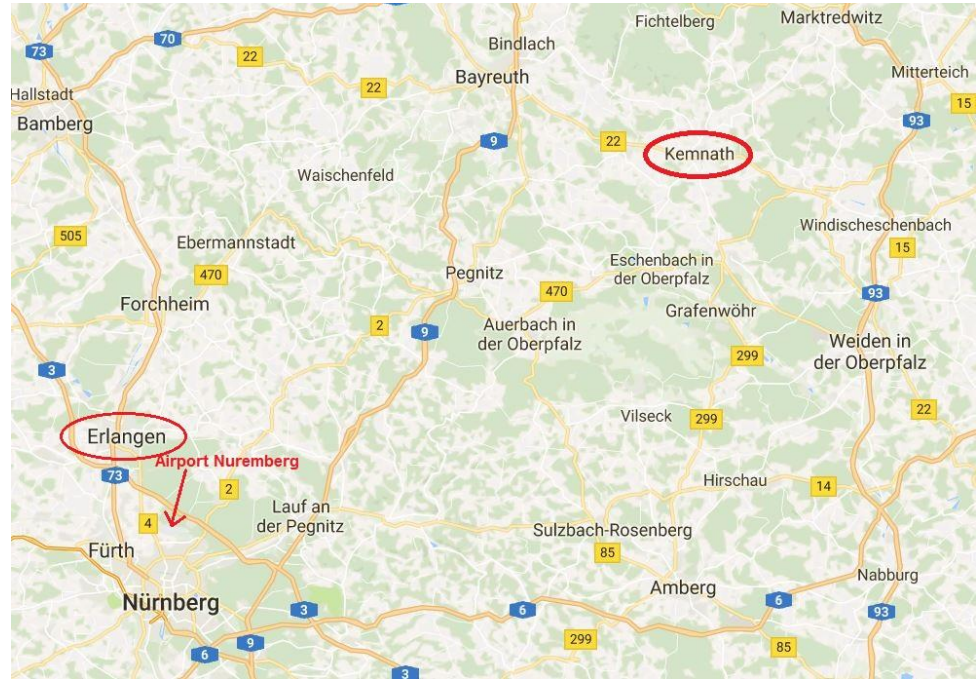 Fichtelberg
Marktredwitz
70
73
22
Bindlach
Bayreuth
22
Mitterteich
Hallstadt
15
Bamberg
93
9
22
Kemnath
Waischenfeld
505
Ebermannstadt
Windischeschenbach
15
470
Pegnitz
Eschenbach in
der Oberpfalz
470
93
Forchheim
Grafenwöhr
2
9
Auerbach in
der Oberpfalz
Weiden in
der Oberpfalz
299
3
22
Vilseck
299
Erlangen
Airport Nuremberg
73
2
Hirschau
14
Lauf an
der Pegnitz
4
Sulzbach-Rosenberg
Fürth
85
Nabburg
Amberg
Nürnberg
3
6
6
93
9
299
85
6
3